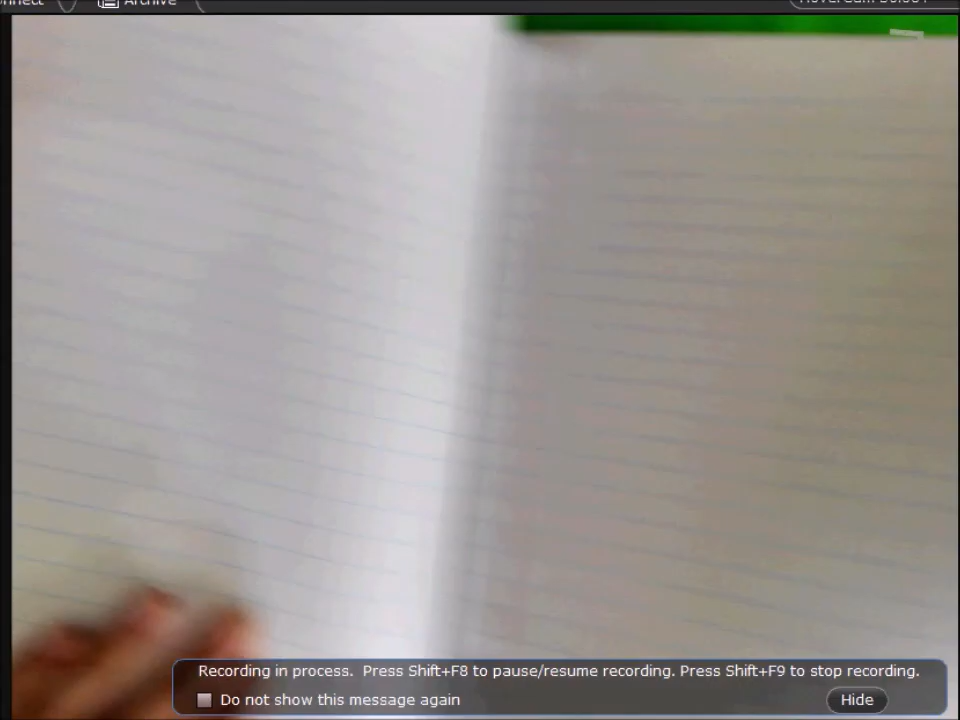 Archive
Recording in process. Press Shift+F8 to pause/resume recording. Press Shift+F9 to stop recording.
Do not show this message again
Hide